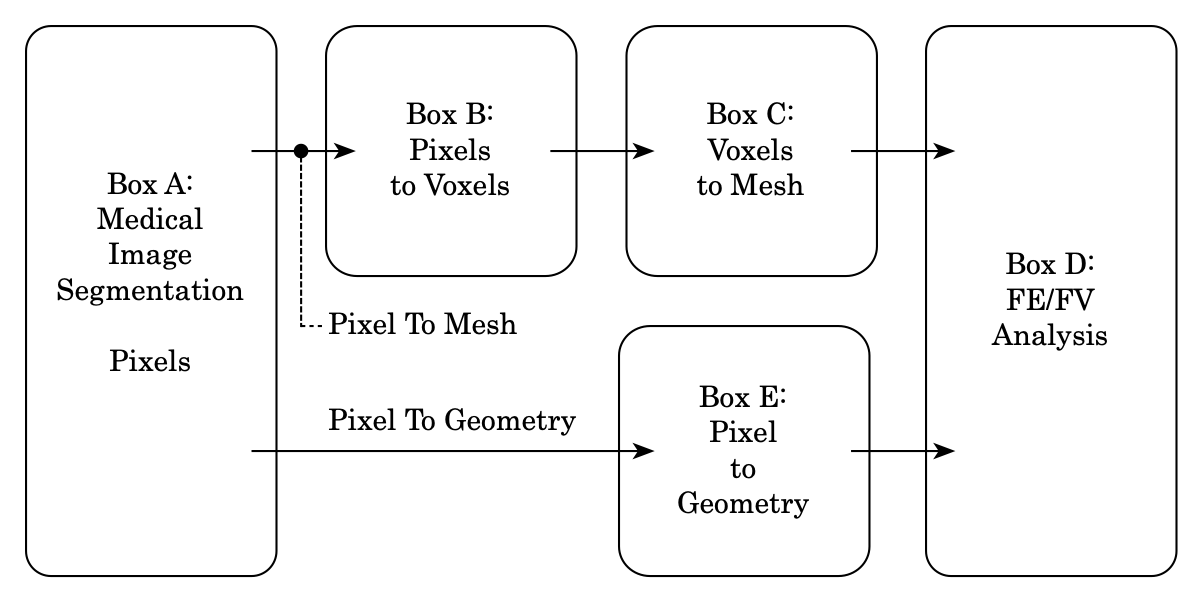 Box A:
Medical
Image
Segmentation
Pixels
Box B:
Pixels
to Voxels
Box C:
Voxels
to Mesh
Pixel To Mesh
Pixel To Geometry
Box E:
Pixel
to
Geometry
Box D:
FE/FV
Analysis